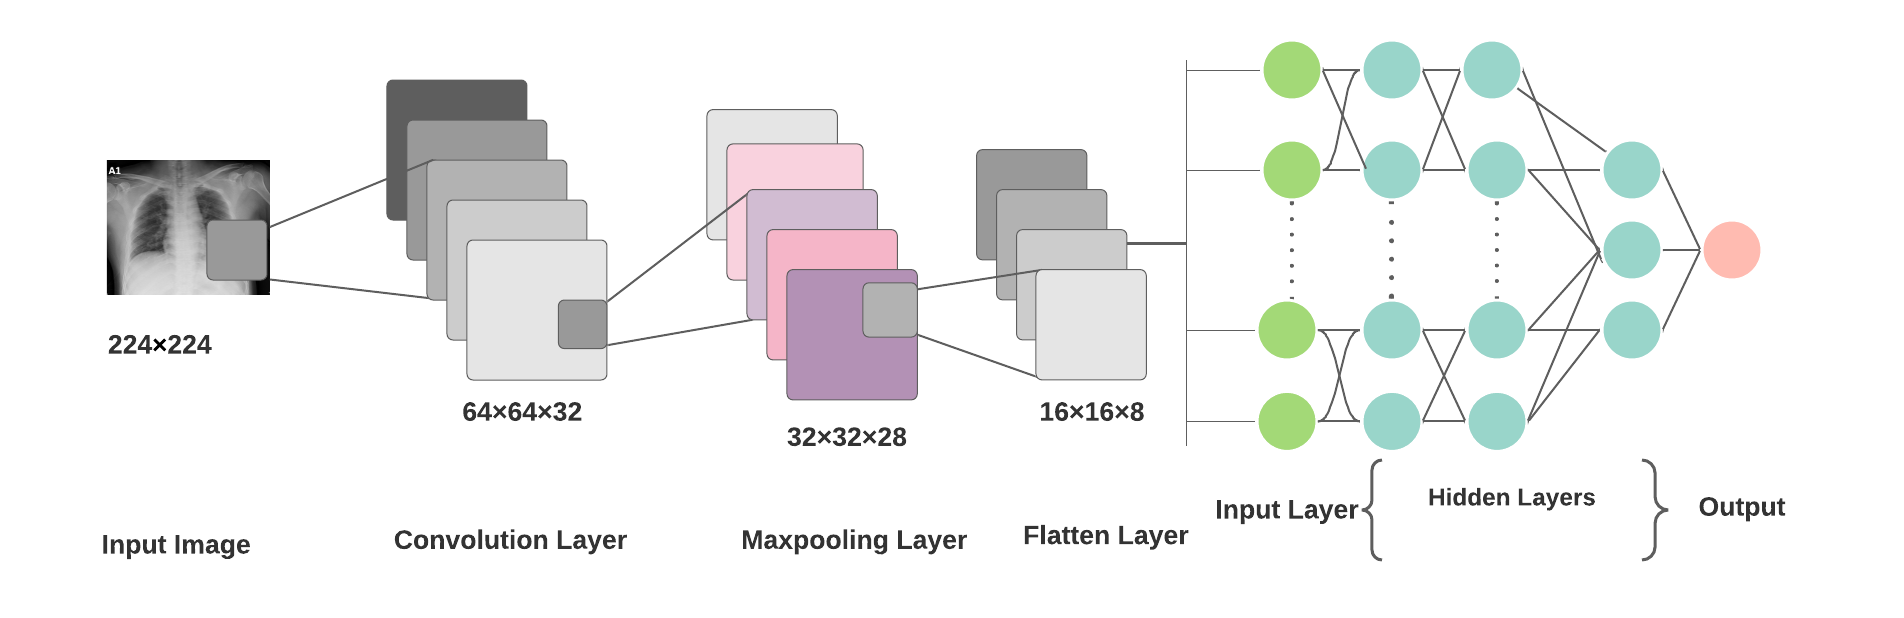 A1
224×224
64×64×32
32×32×28
16×16×8
Input Image
Convolution Layer
Maxpooling Layer
Flatten Layer
Input Layer
Hidden Layers
Output